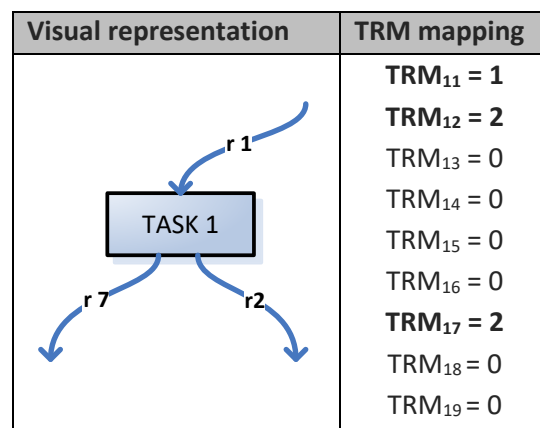 Visual representation
TRM mapping
r 1
TASK 1
r 7
r2
TRM₁₁ = 1
TRM₁₂ = 2
TRM₁₃ = 0
TRM₁₄ = 0
TRM₁₅ = 0
TRM₁₆ = 0
TRM₁₇ = 2
TRM₁₈ = 0
TRM₁₉ = 0